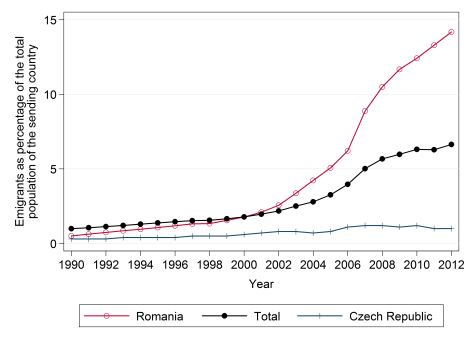 15
10
5
0
Emigrants as percentage of the total
population of the sending country
1990 1992 1994 1996 1998 2000 2002 2004 2006 2008 2010 2012
Year
Romania Total Czech Republic